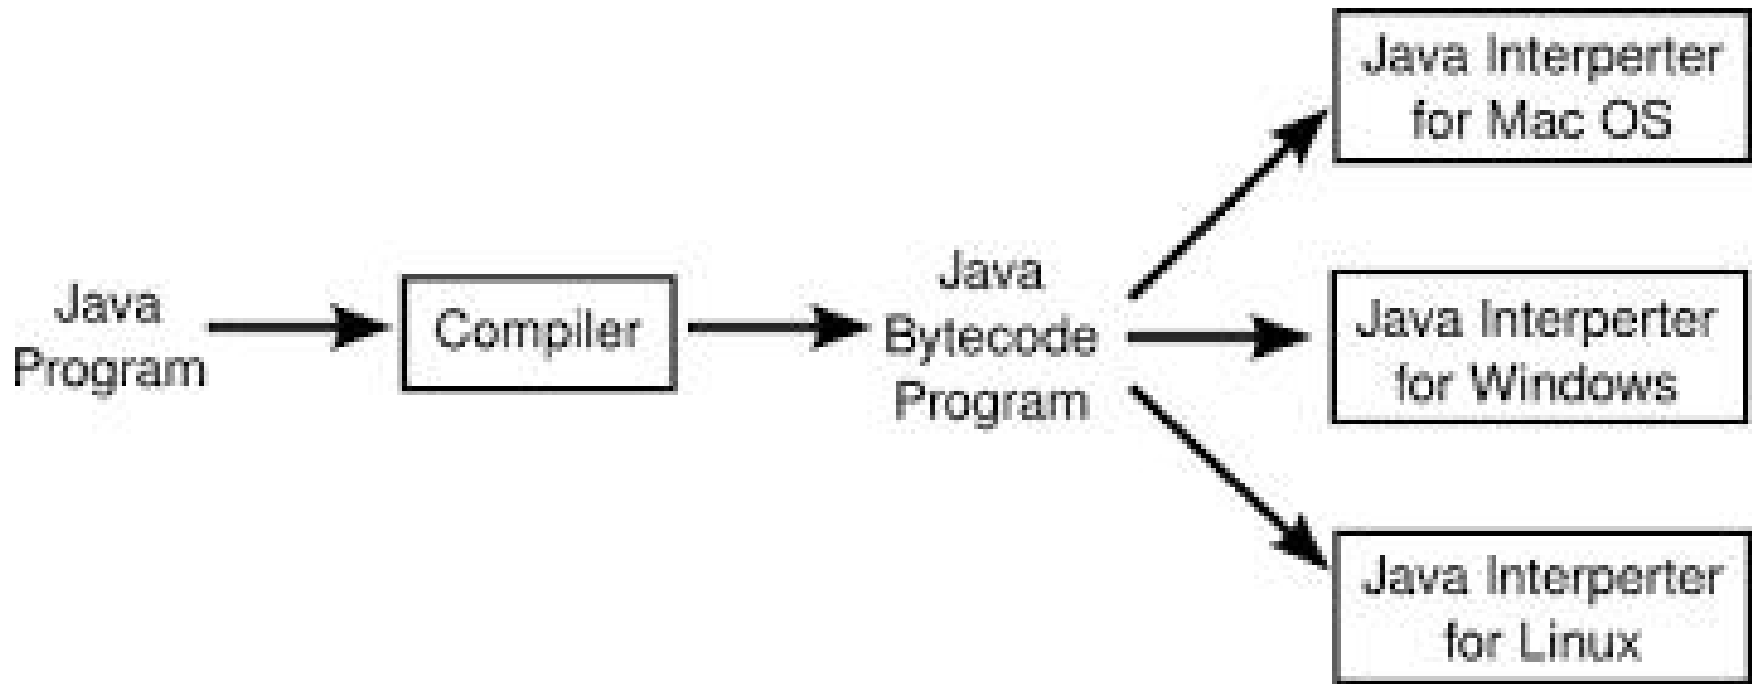 Java
Program
Compiler
Java
Bytecode
Program
Java Interperter
for Mac OS
Java Interperter
for Windows
Java Interperter
for Linux